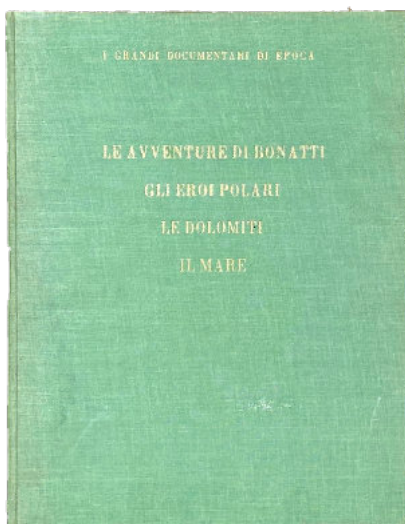 I GRANDI DOCUMENTARI DI EPOCA
LE AVVENTURE DI BONATTI
GLI EROI POLARI
LE DOLOMITI
IL MARE